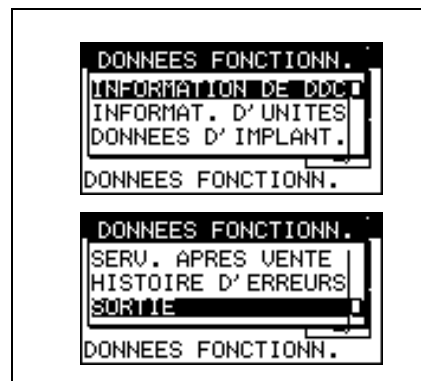 DONNEES FONCTIONN.
INFORMATION DE DDC
INFORMAT. D'UNITES
DONNEES D'IMPLANT.
DONNEES FONCTIONN.
DONNEES FONCTIONN.
SERV. APRES VENTE
HISTOIRE D'ERREURS
SORTIE
DONNEES FONCTIONN.